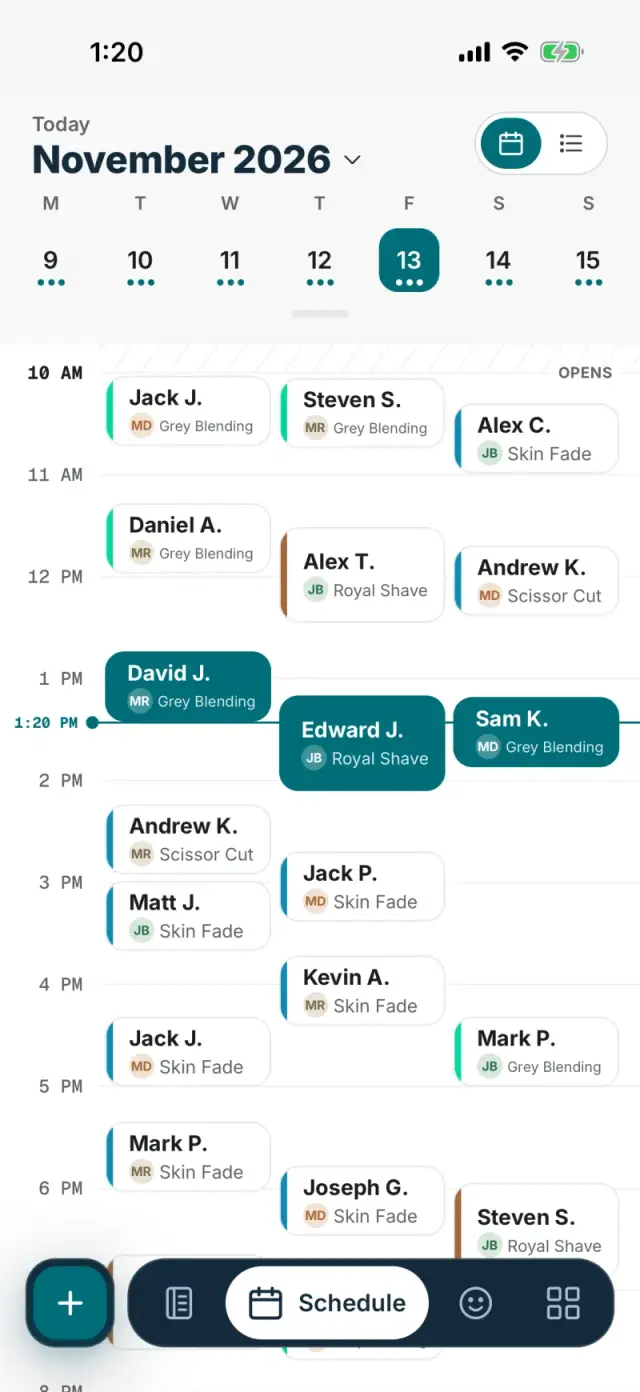 1:20
Today
November 2026
M T W T F S S
9 10 11 12 13 14 15
10 AM
OPENS
Jack J.
MD Grey Blending
Steven S.
MR Grey Blending
Alex C.
JB Skin Fade
11 AM
Daniel A.
MR Grey Blending
Alex T.
JB Royal Shave
Andrew K.
MD Scissor Cut
12 PM
1 PM
David J.
MR Grey Blending
1:20 PM
Edward J.
JB Royal Shave
Sam K.
MD Grey Blending
2 PM
Andrew K.
MR Scissor Cut
3 PM
Jack P.
MD Skin Fade
Matt J.
JB Skin Fade
4 PM
Kevin A.
MR Skin Fade
Jack J.
MD Skin Fade
Mark P.
JB Grey Blending
5 PM
Mark P.
MR Skin Fade
6 PM
Joseph G.
MD Skin Fade
Steven S.
JB Royal Shave
Schedule
8 PM